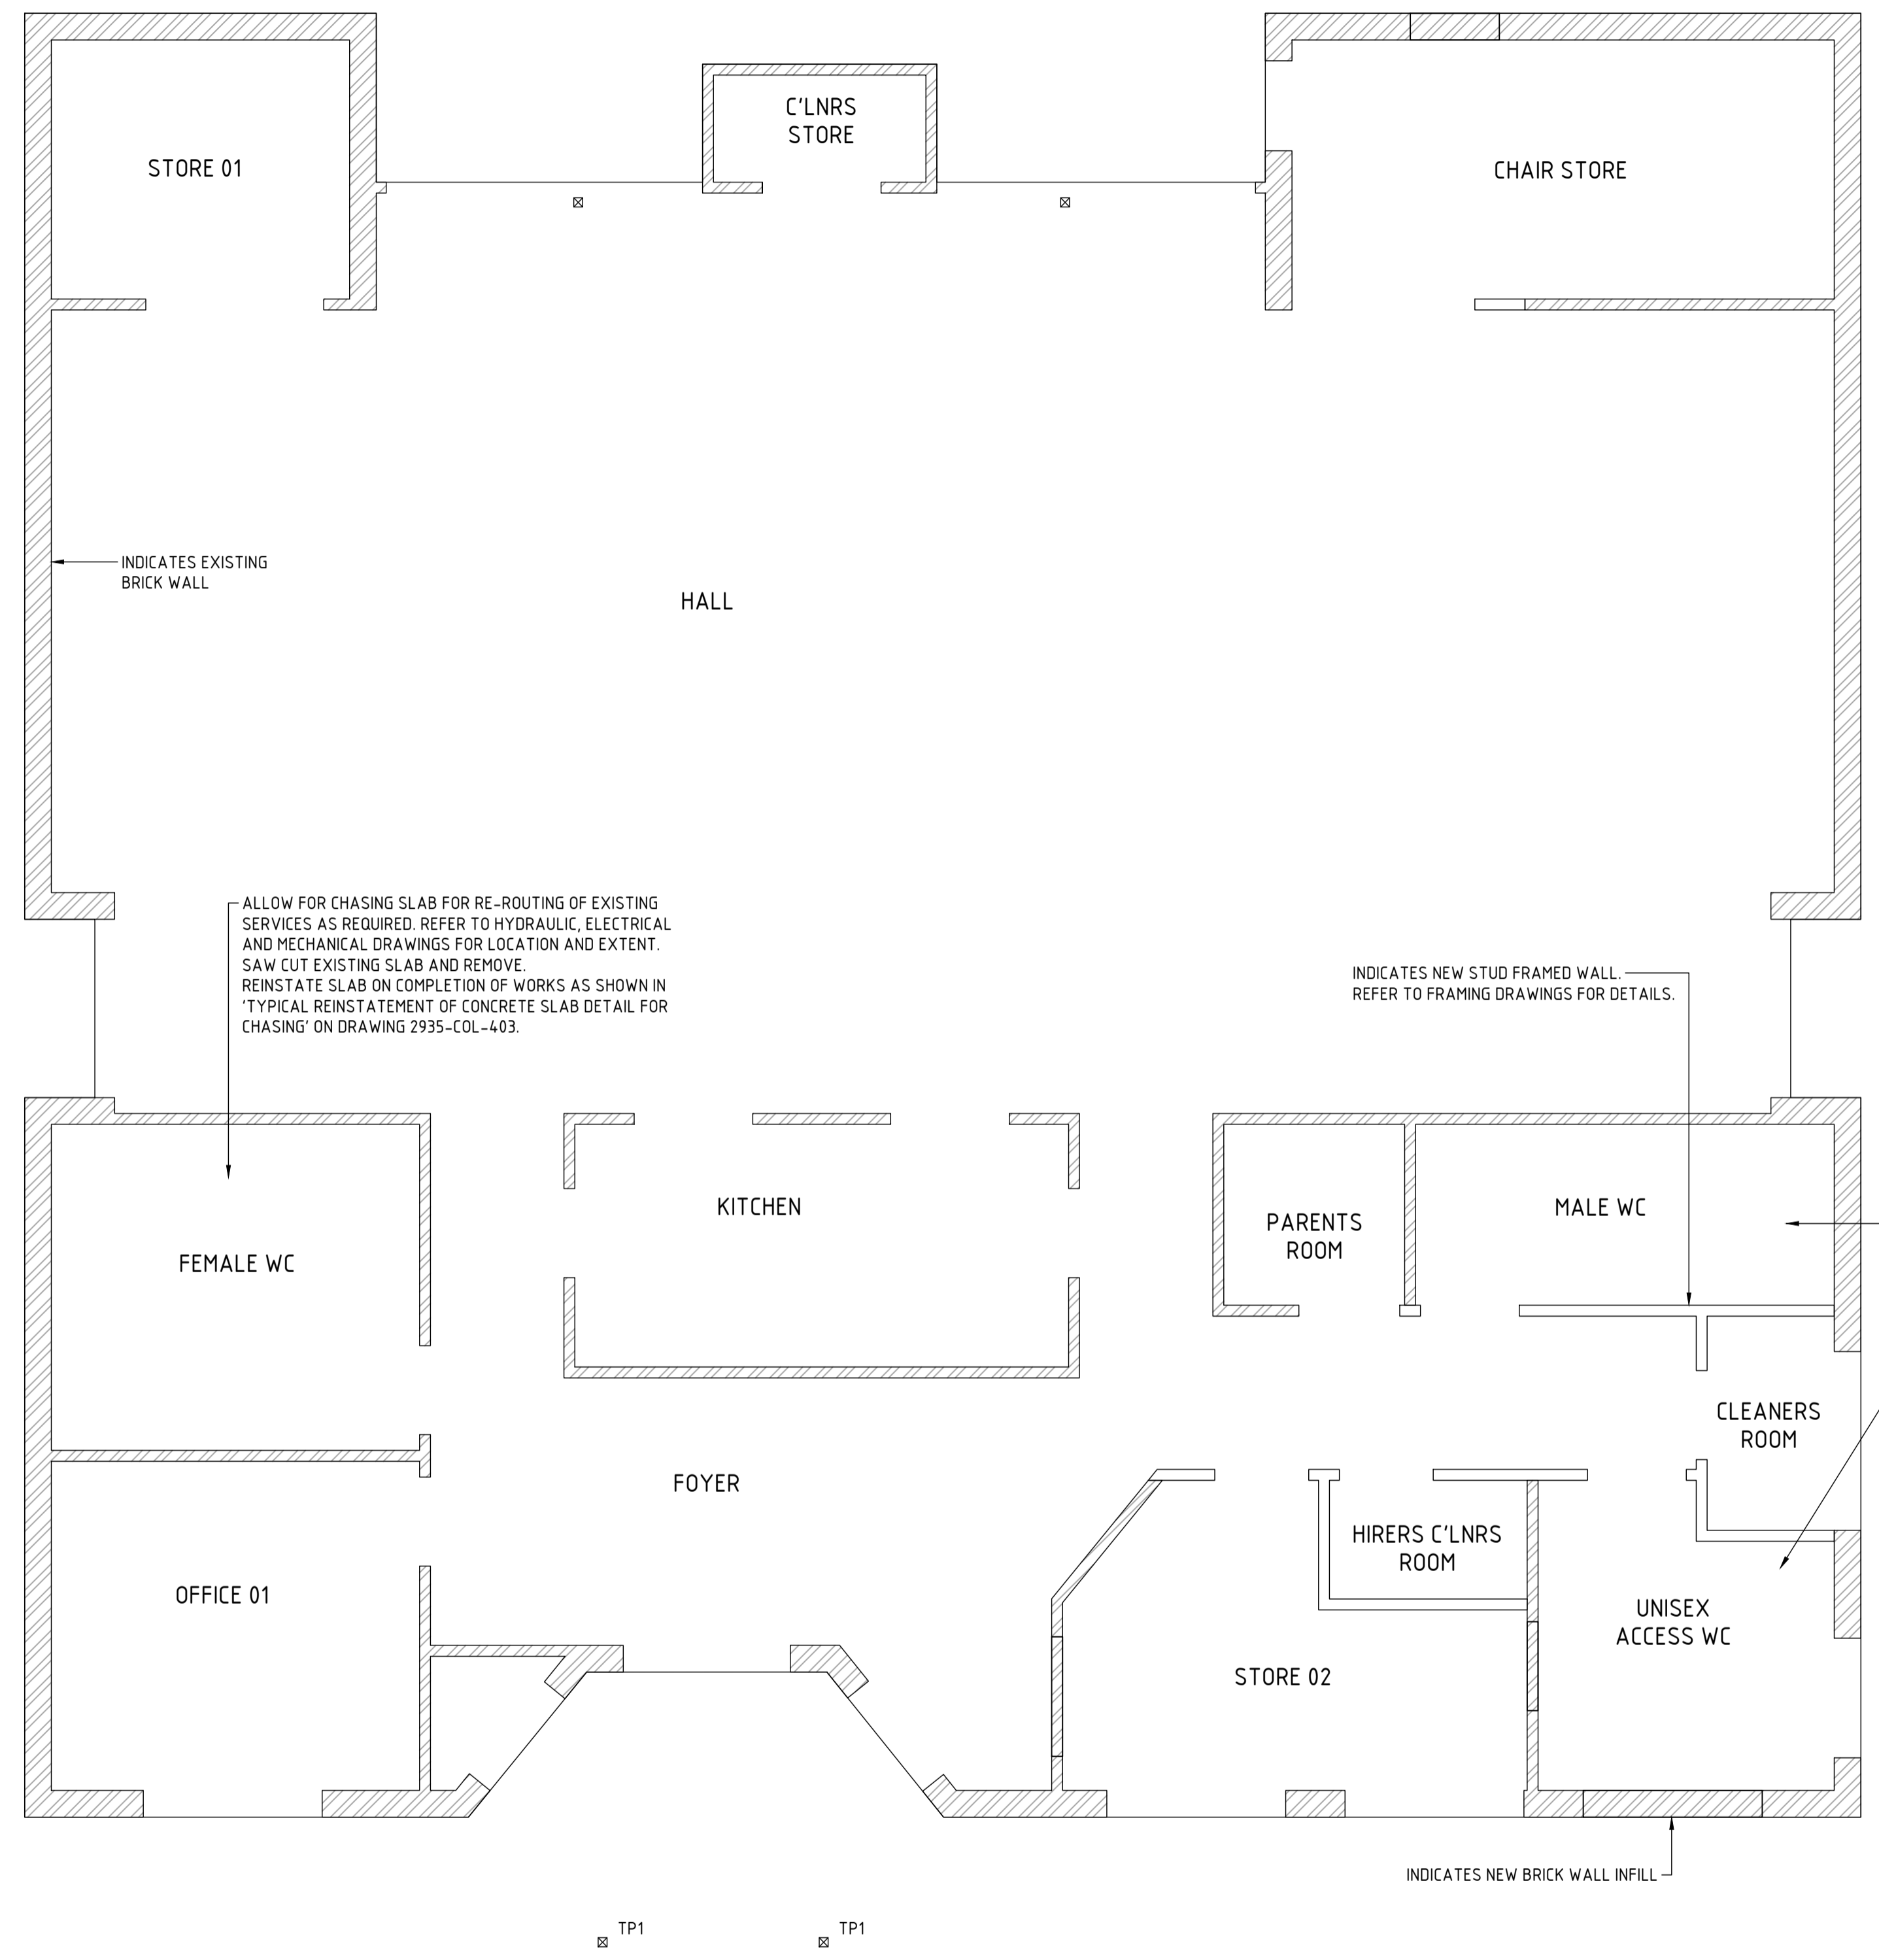 C'LNRS
STORE
STORE 01
CHAIR STORE
INDICATES EXISTING
BRICK WALL
HALL
ALLOW FOR CHASING SLAB FOR RE-ROUTING OF EXISTING
SERVICES AS REQUIRED. REFER TO HYDRAULIC, ELECTRICAL
AND MECHANICAL DRAWINGS FOR LOCATION AND EXTENT.
SAW CUT EXISTING SLAB AND REMOVE.
REINSTATE SLAB ON COMPLETION OF WORKS AS SHOWN IN
'TYPICAL REINSTATEMENT OF CONCRETE SLAB DETAIL FOR
CHASING' ON DRAWING 2935-COL-403.
INDICATES NEW STUD FRAMED WALL.
REFER TO FRAMING DRAWINGS FOR DETAILS.
KITCHEN
PARENTS
ROOM
MALE WC
FEMALE WC
CLEANERS
ROOM
FOYER
HIRERS C'LNRS
ROOM
OFFICE 01
UNISEX
ACCESS WC
STORE 02
INDICATES NEW BRICK WALL INFILL
TP1
TP1